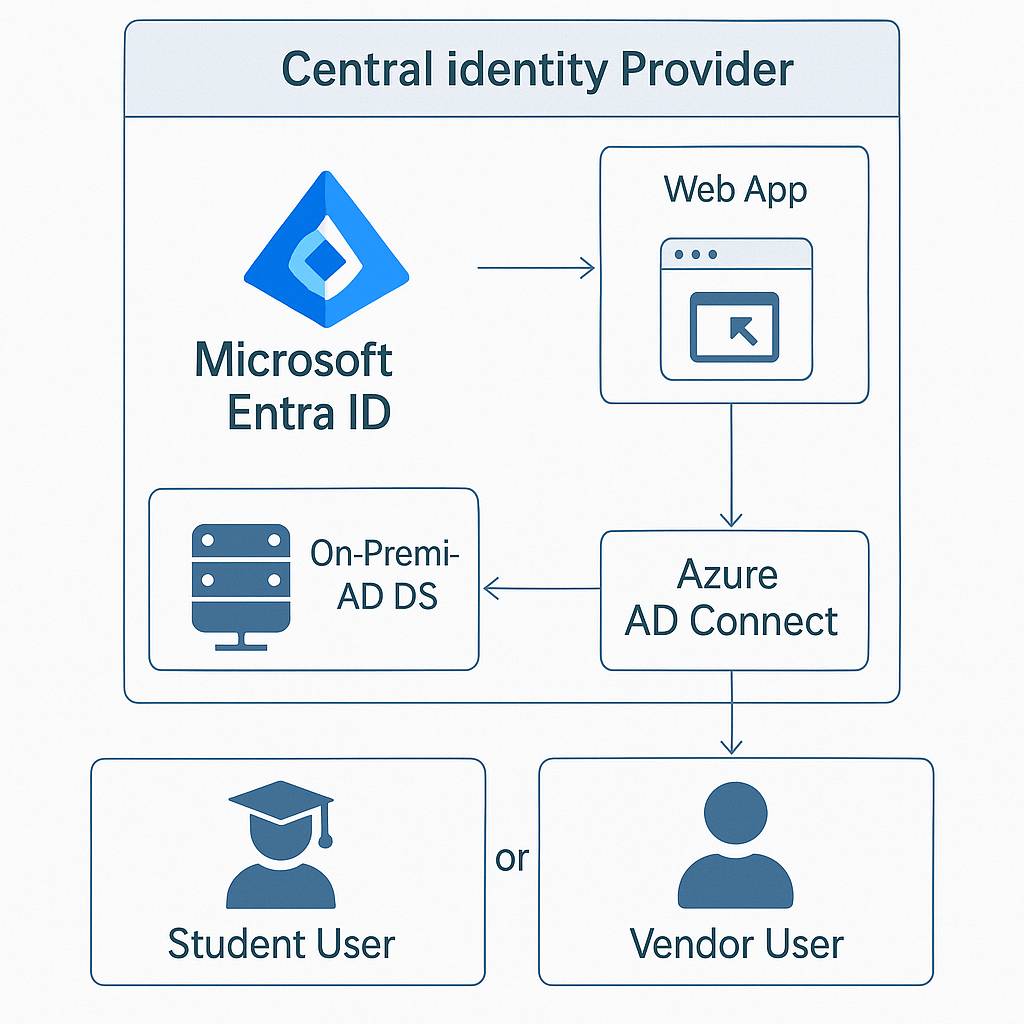 Central identity Provider
Web App
Microsoft
Entra ID
On-Premi-
AD DS
Azure
AD Connect
Student User
or
Vendor User